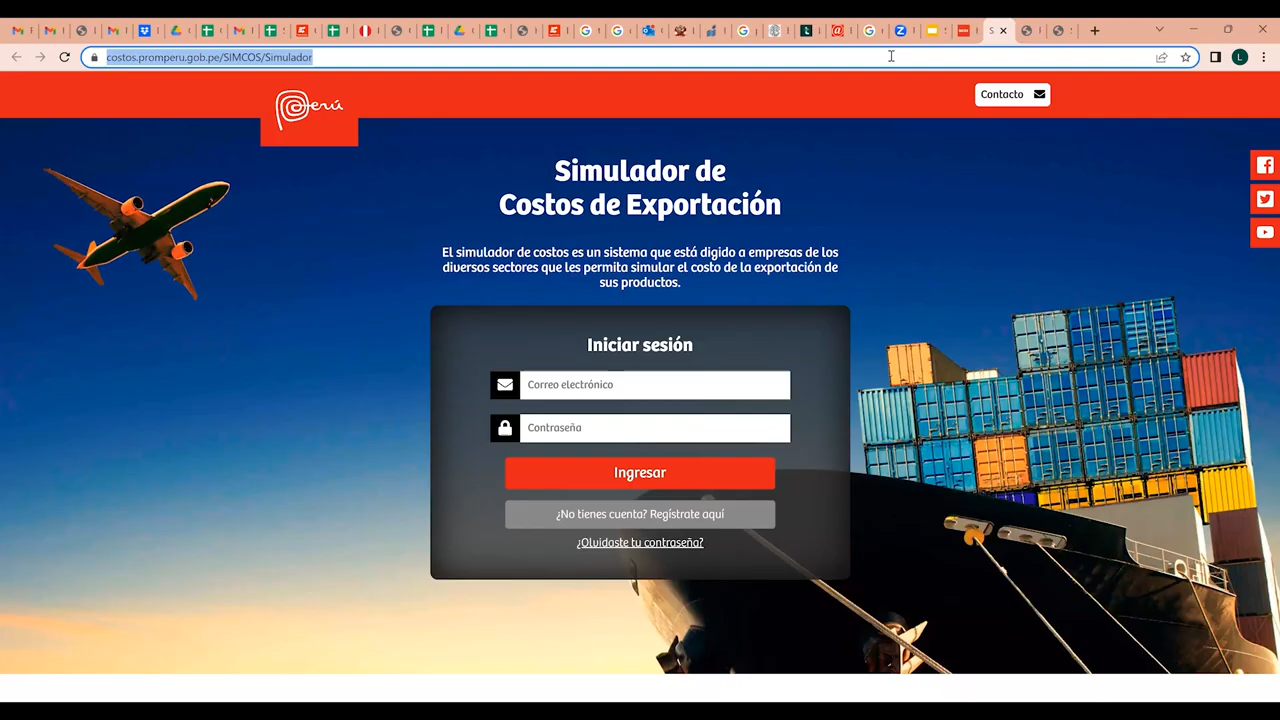 costos.promperu.gob.pe/SIMCOS/Simulador
L
Perú
Contacto
Simulador de
Costos de Exportación
El simulador de costos es un sistema que está digido a empresas de los
diversos sectores que les permita simular el costo de la exportación de
sus productos.
Iniciar sesión
Correo electrónico
Contraseña
Ingresar
¿No tienes cuenta? Regístrate aquí
¿Olvidaste tu contraseña?